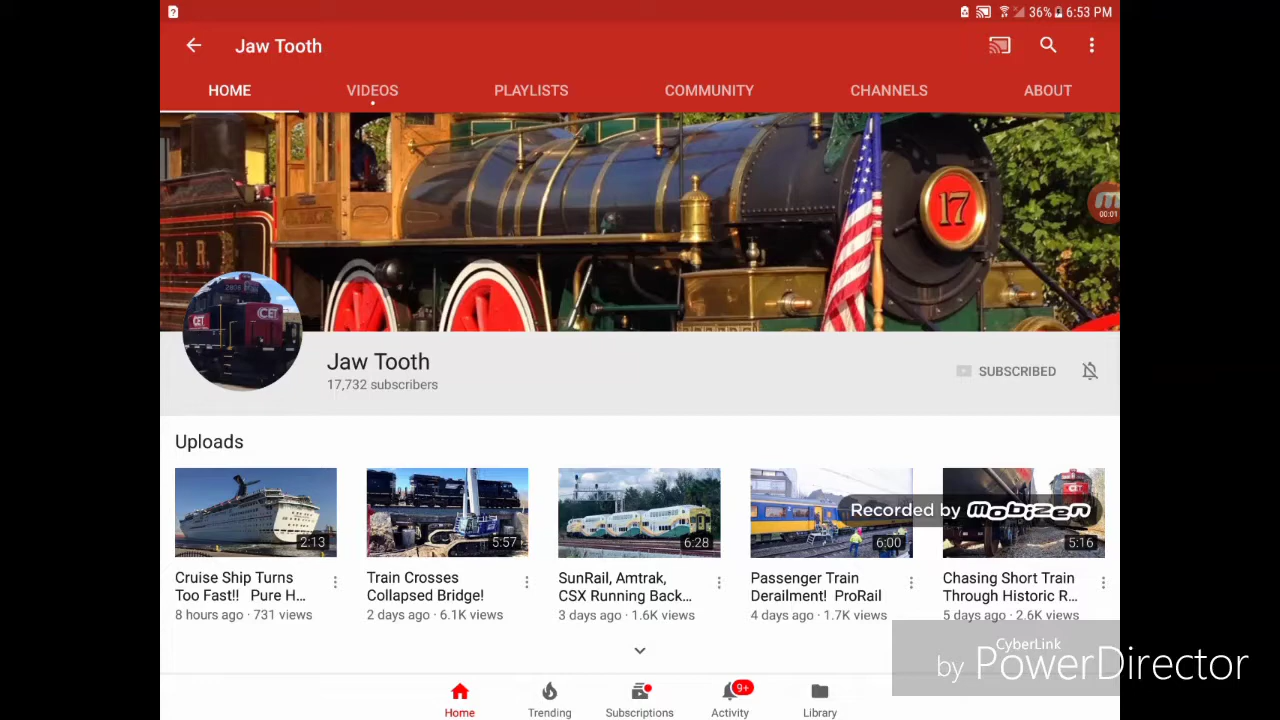 36% 6:53 PM
Jaw Tooth
HOME VIDEOS PLAYLISTS COMMUNITY CHANNELS ABOUT
R. R.
17
00:01
2808
CET CET
Jaw Tooth
17,732 subscribers
SUBSCRIBED
Uploads
2:13 5:57 6:28 6:00 5:16
Recorded by MOBIZEN
Cruise Ship Turns Too Fast!! Pure H...
8 hours ago · 731 views
Train Crosses Collapsed Bridge!
2 days ago · 6.1K views
SunRail, Amtrak, CSX Running Back...
3 days ago · 1.6K views
Passenger Train Derailment! ProRail
4 days ago · 1.7K views
Chasing Short Train Through Historic R...
5 days ago · 2.6K views
CyberLink
by PowerDirector
9+
Home Trending Subscriptions Activity Library